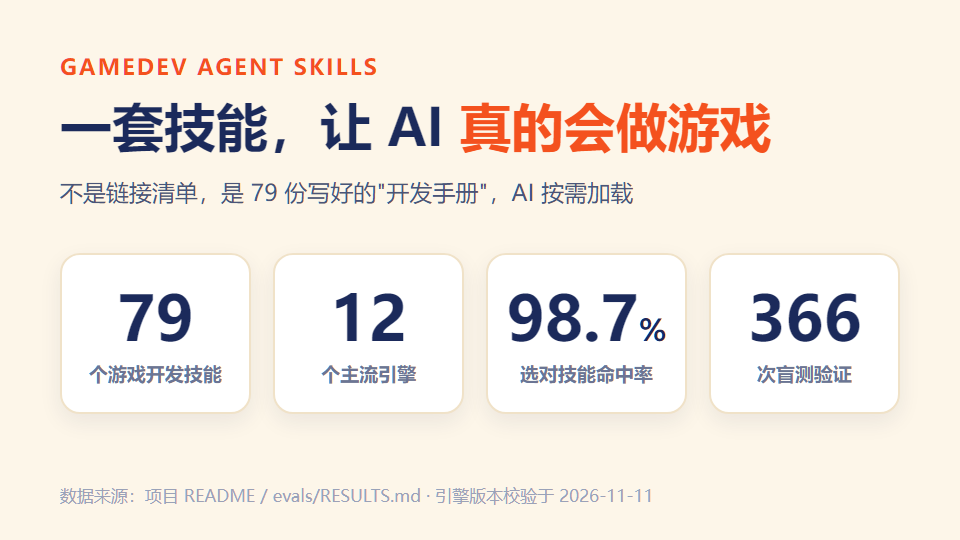 GAMEDEV AGENT SKILLS
一套技能，让 AI 真的会做游戏
不是链接清单，是 79 份写好的"开发手册"，AI 按需加载
79
个游戏开发技能
12
个主流引擎
98.7%
选对技能命中率
366
次盲测验证
数据来源：项目 README / evals/RESULTS.md · 引擎版本校验于 2026-11-11